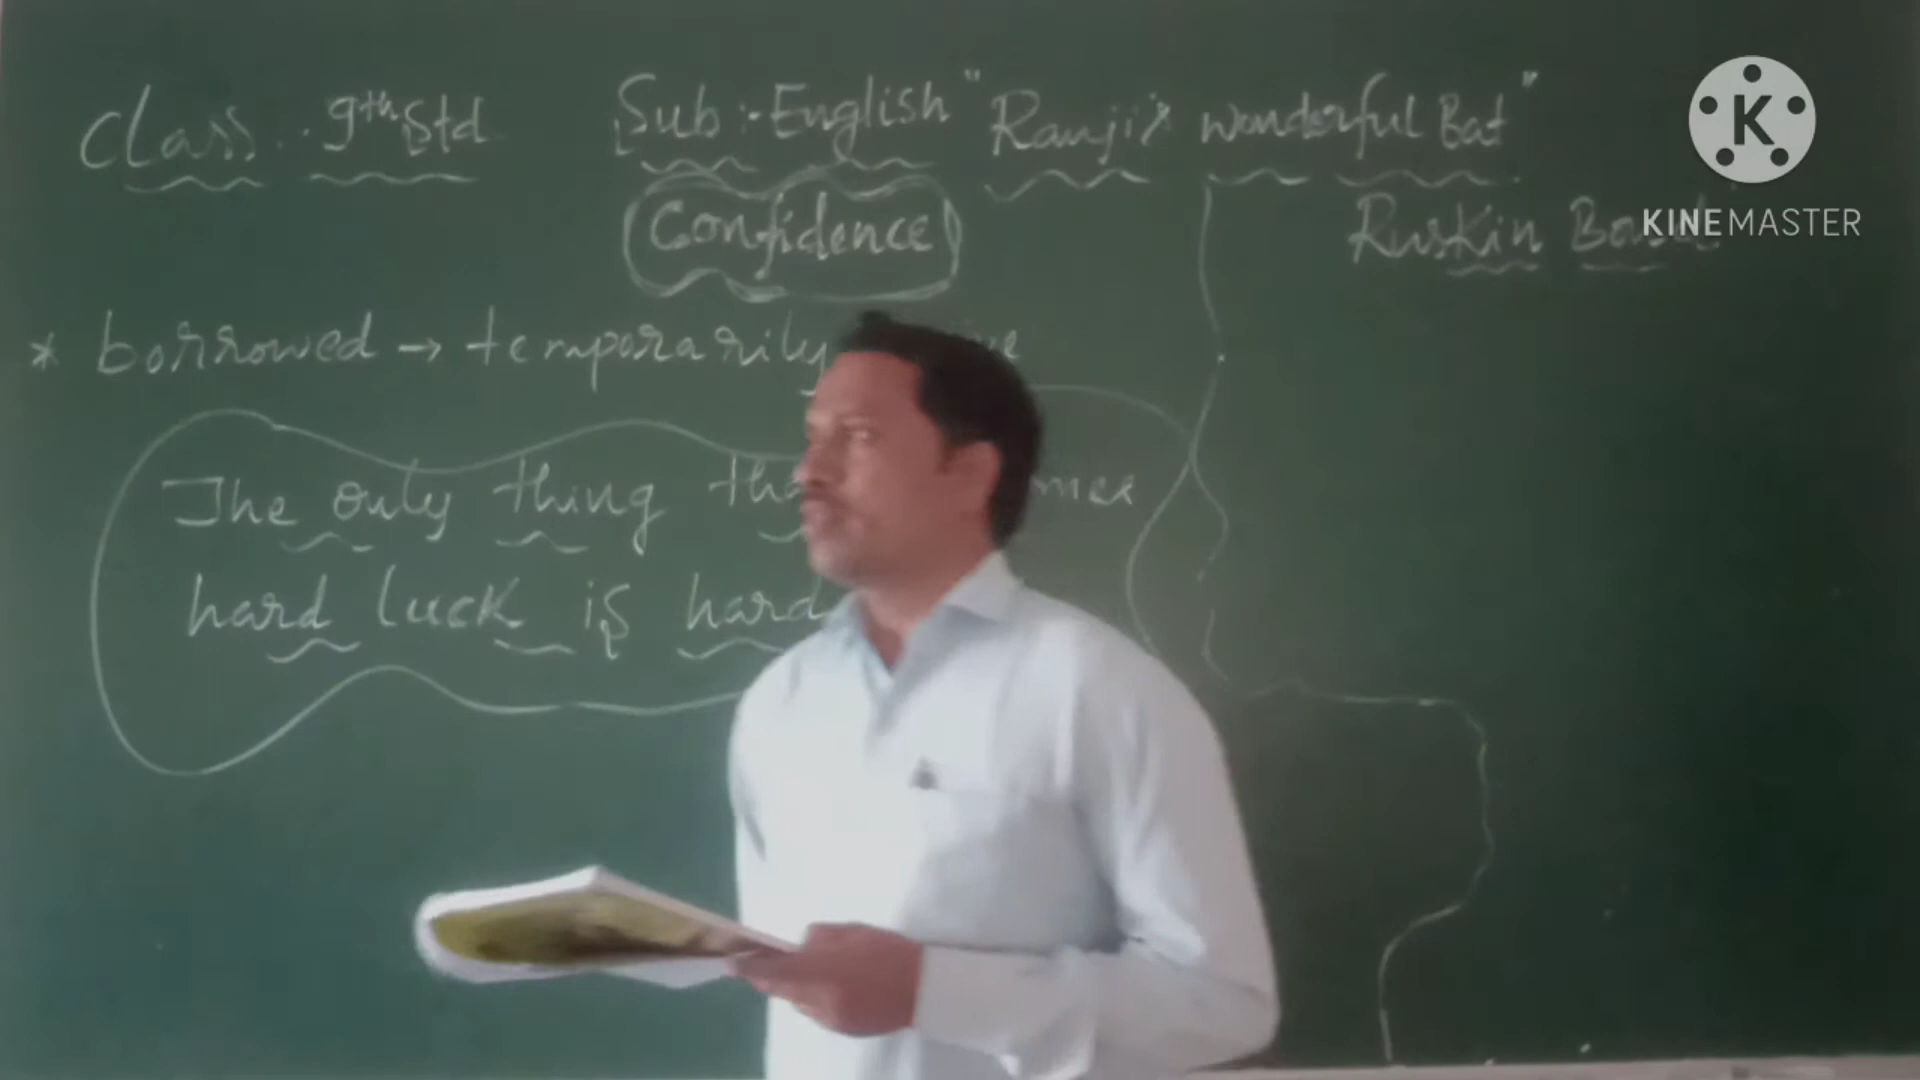 Class. 9th Std Sub:-English "Ranji's wonderful Bat"
Ruskin Bond
Confidence
* borrowed → temporarily
The only thing
hard luck is hard
K
KINEMASTER